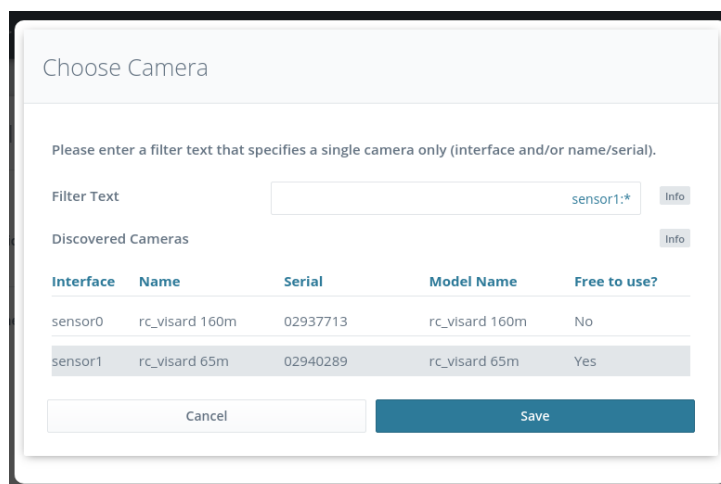 Choose Camera
Please enter a filter text that specifies a single camera only (interface and/or name/serial).
Filter Text sensor1:* Info
Discovered Cameras Info
Interface Name Serial Model Name Free to use?
sensor0 rc_visard 160m 02937713 rc_visard 160m No
sensor1 rc_visard 65m 02940289 rc_visard 65m Yes
Cancel Save